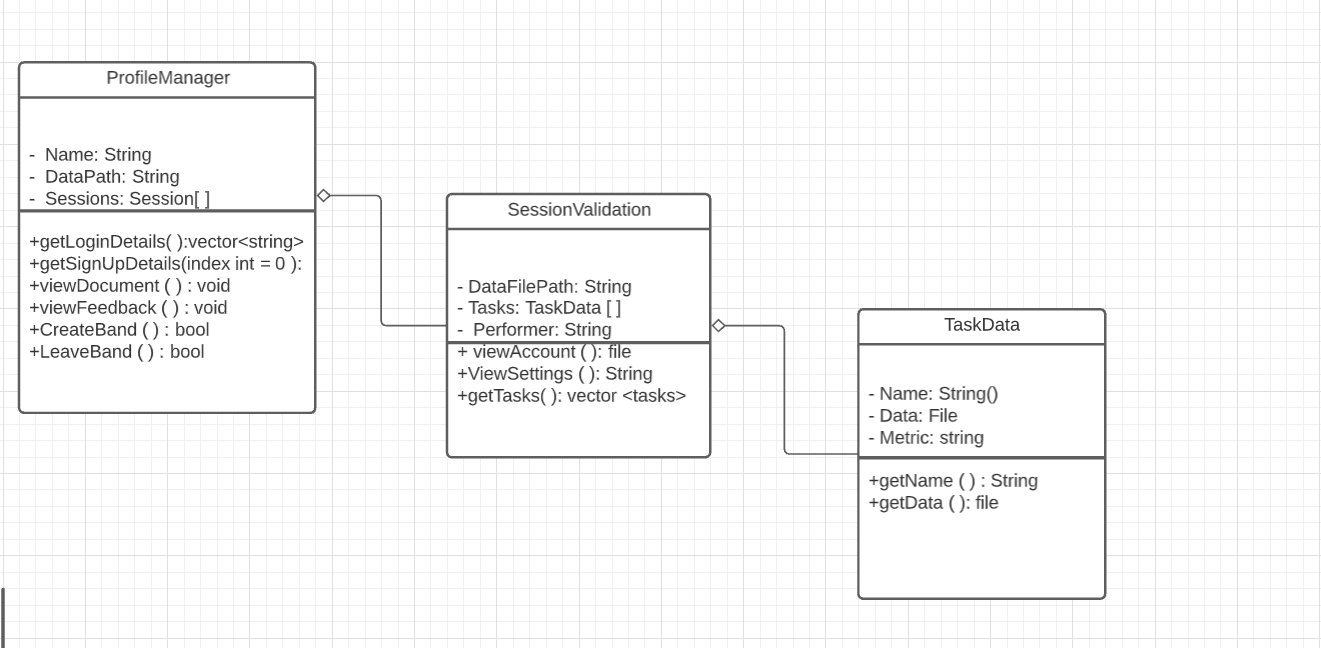 ProfileManager
- Name: String
- DataPath: String
- Sessions: Session[ ]
+getLoginDetails( ):vector<string>
+getSignUpDetails(index int = 0 ):
+viewDocument ( ) : void
+viewFeedback ( ) : void
+CreateBand ( ) : bool
+LeaveBand ( ) : bool
SessionValidation
- DataFilePath: String
- Tasks: TaskData [ ]
- Performer: String
+ viewAccount ( ): file
+ViewSettings ( ): String
+getTasks( ): vector <tasks>
TaskData
- Name: String()
- Data: File
- Metric: string
+getName ( ) : String
+getData ( ): file